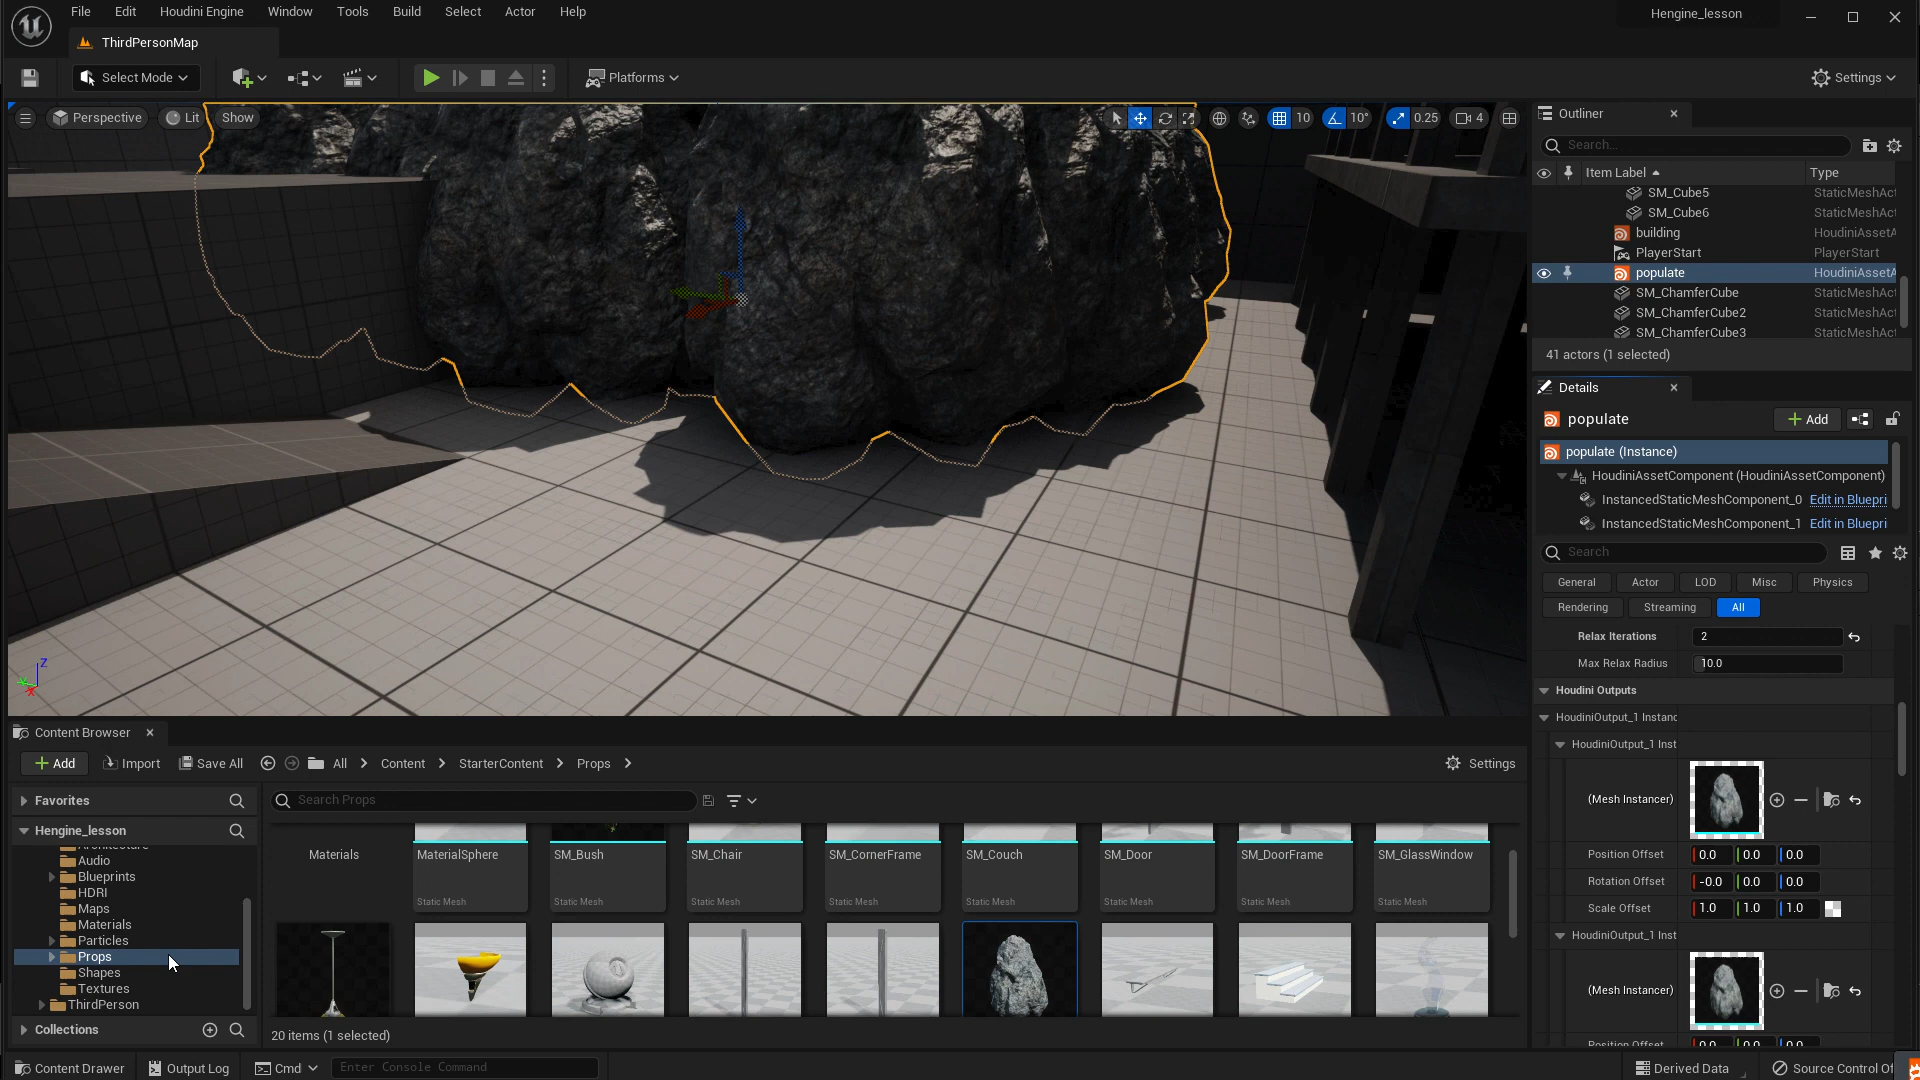 File Edit Houdini Engine Window Tools Build Select Actor Help
Hengine_lesson
ThirdPersonMap
Select Mode
Platforms
Settings
Perspective
Lit
Show
10
10°
0.25
4
Outliner
Search...
Item Label
Type
SM_Cube5 StaticMeshAct
SM_Cube6 StaticMeshAct
building HoudiniAssetA
PlayerStart PlayerStart
populate HoudiniAssetA
SM_ChamferCube StaticMeshAct
SM_ChamferCube2 StaticMeshAct
SM_ChamferCube3 StaticMeshAct
41 actors (1 selected)
Details
populate
Add
populate (Instance)
HoudiniAssetComponent (HoudiniAssetComponent)
InstancedStaticMeshComponent_0 Edit in Bluepri
InstancedStaticMeshComponent_1 Edit in Bluepri
Search
General Actor LOD Misc Physics
Rendering Streaming All
Relax Iterations 2
Max Relax Radius 10.0
Houdini Outputs
HoudiniOutput_1 Instanc
HoudiniOutput_1 Inst
(Mesh Instancer)
Position Offset 0.0 0.0 0.0
Rotation Offset -0.0 0.0 0.0
Scale Offset 1.0 1.0 1.0
HoudiniOutput_1 Inst
(Mesh Instancer)
Position Offset 0.0 0.0 0.0
Z
Content Browser
Add Import Save All All Content StarterContent Props Settings
Favorites
Hengine_lesson
Architecture
Audio
Blueprints
HDRI
Maps
Materials
Particles
Props
Shapes
Textures
ThirdPerson
Collections
Search Props
Materials
MaterialSphere
Static Mesh
SM_Bush
Static Mesh
SM_Chair
Static Mesh
SM_CornerFrame
Static Mesh
SM_Couch
Static Mesh
SM_Door
Static Mesh
SM_DoorFrame
Static Mesh
SM_GlassWindow
Static Mesh
20 items (1 selected)
Content Drawer Output Log Cmd Enter Console Command Derived Data Source Control Of